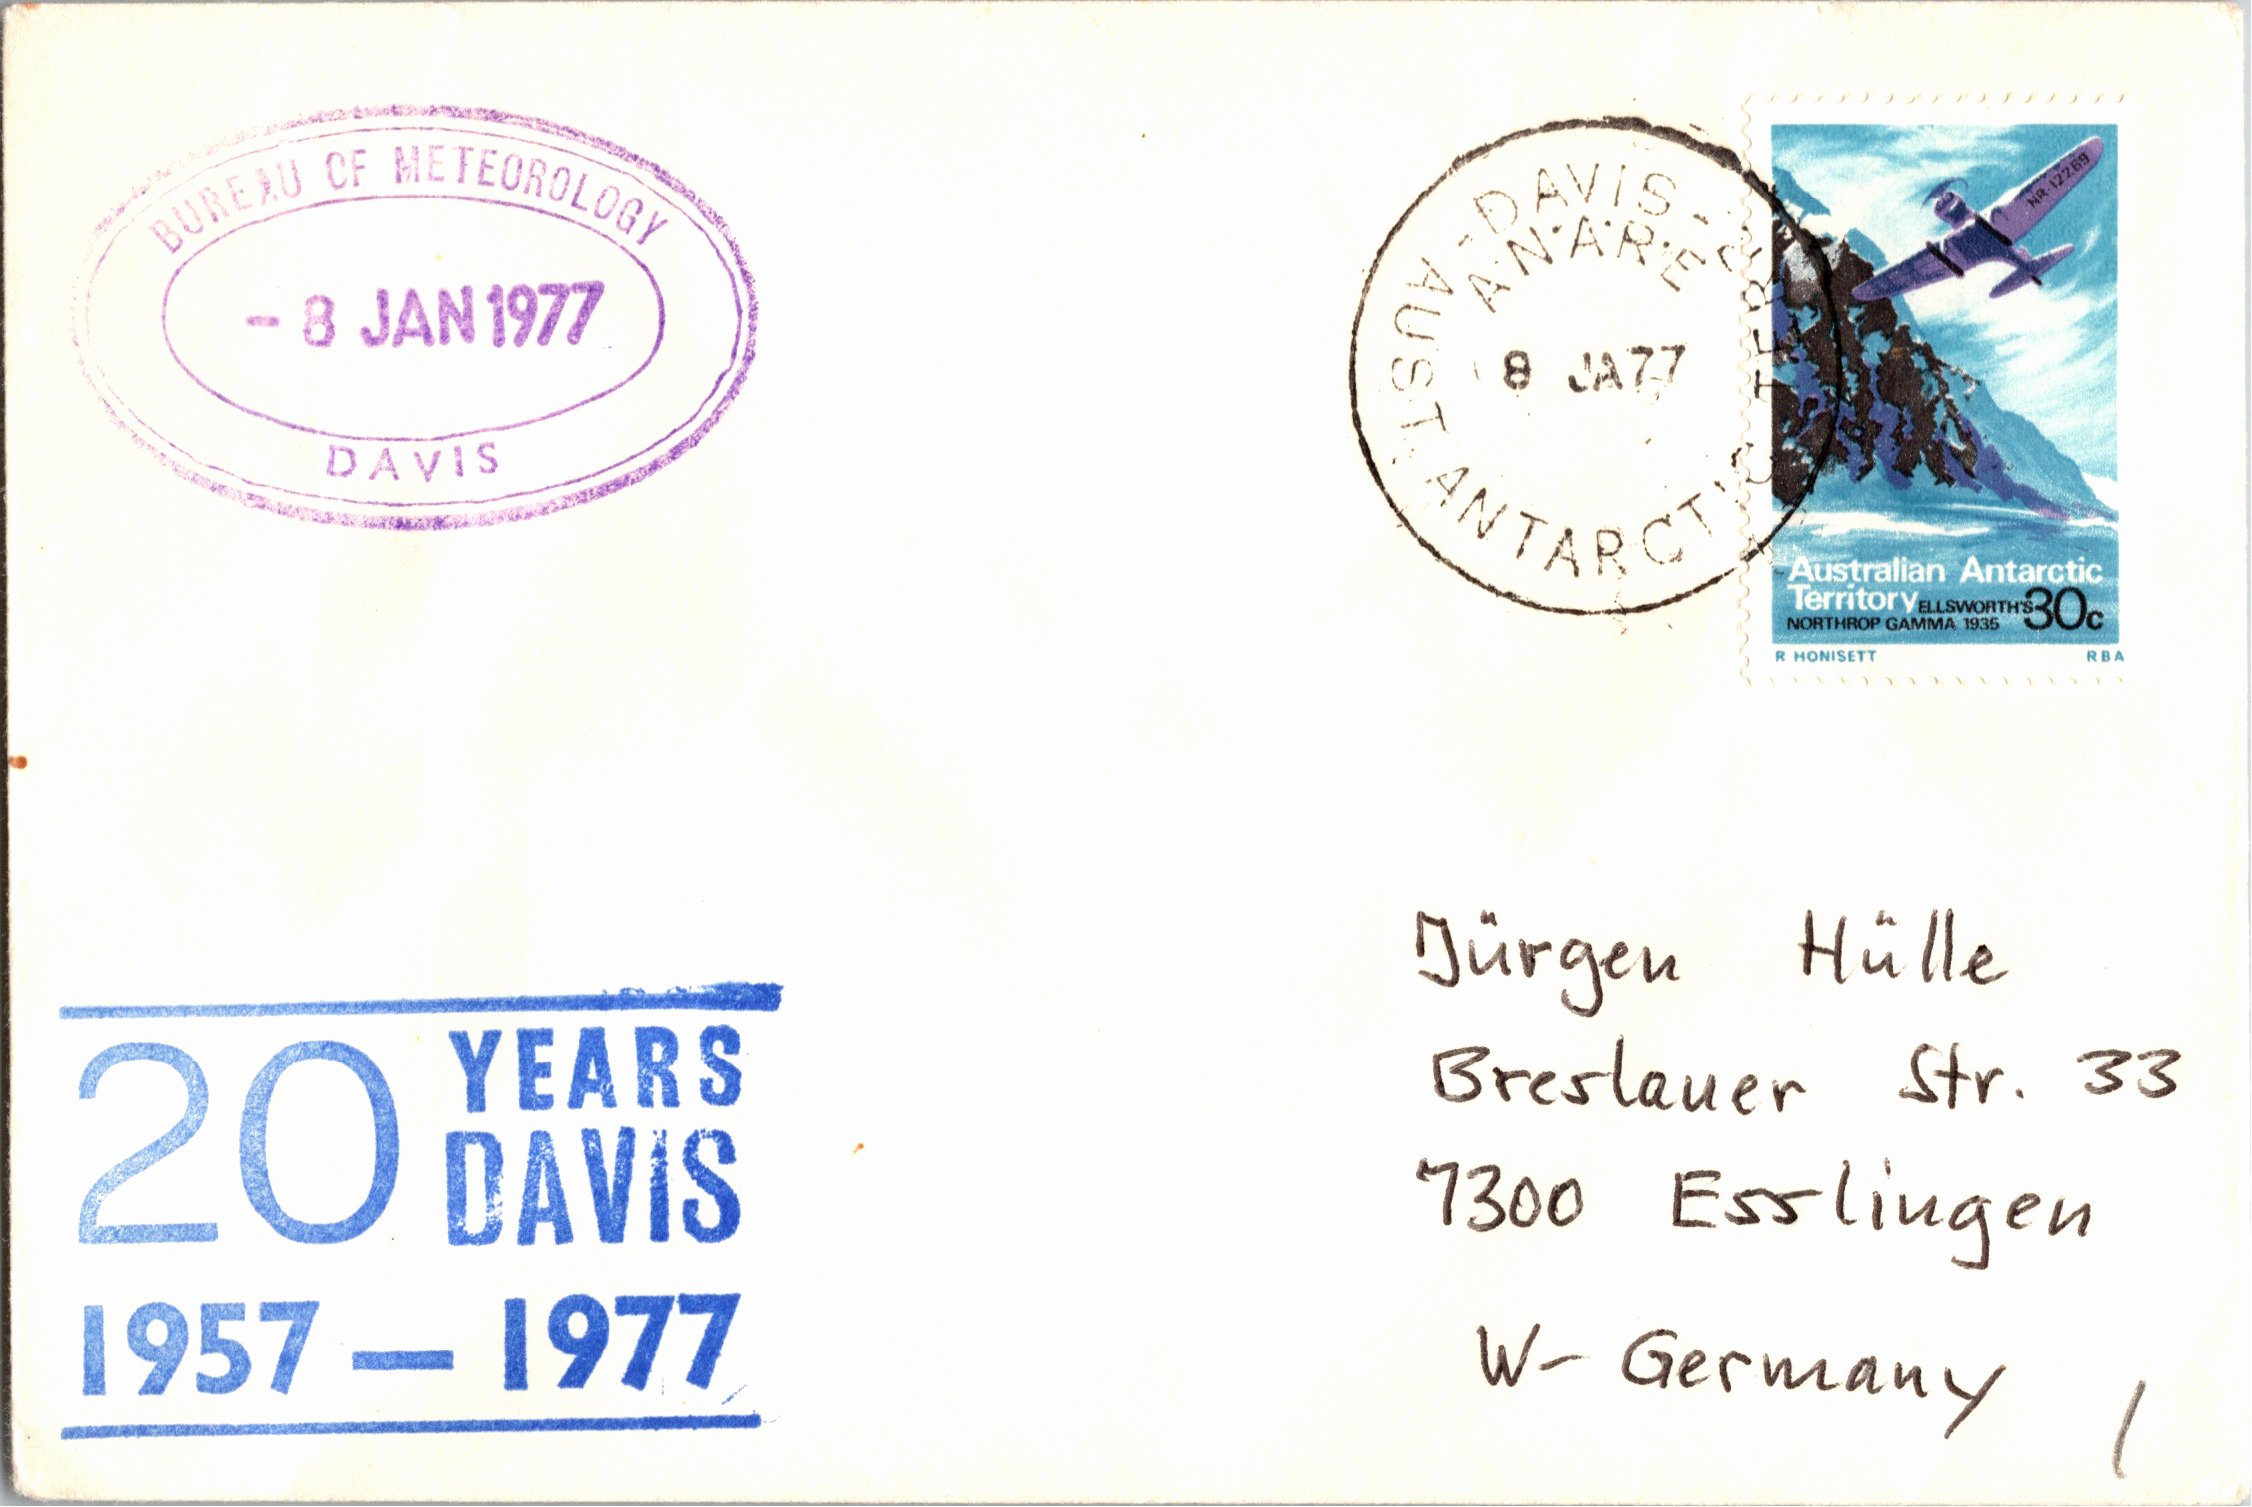 BUREAU OF METEOROLOGY
- 8 JAN 1977
DAVIS
-DAVIS-
A.N.A.R.E
AUST. ANTARCTIC TERR
8 JA 77
NR 12269
Australian Antarctic
Territory ELLSWORTH'S 30c
NORTHROP GAMMA 1935
R HONISETT RBA
Jürgen Hülle
Breslauer Str. 33
7300 Esslingen
W- Germany
20 YEARS
DAVIS
1957 — 1977